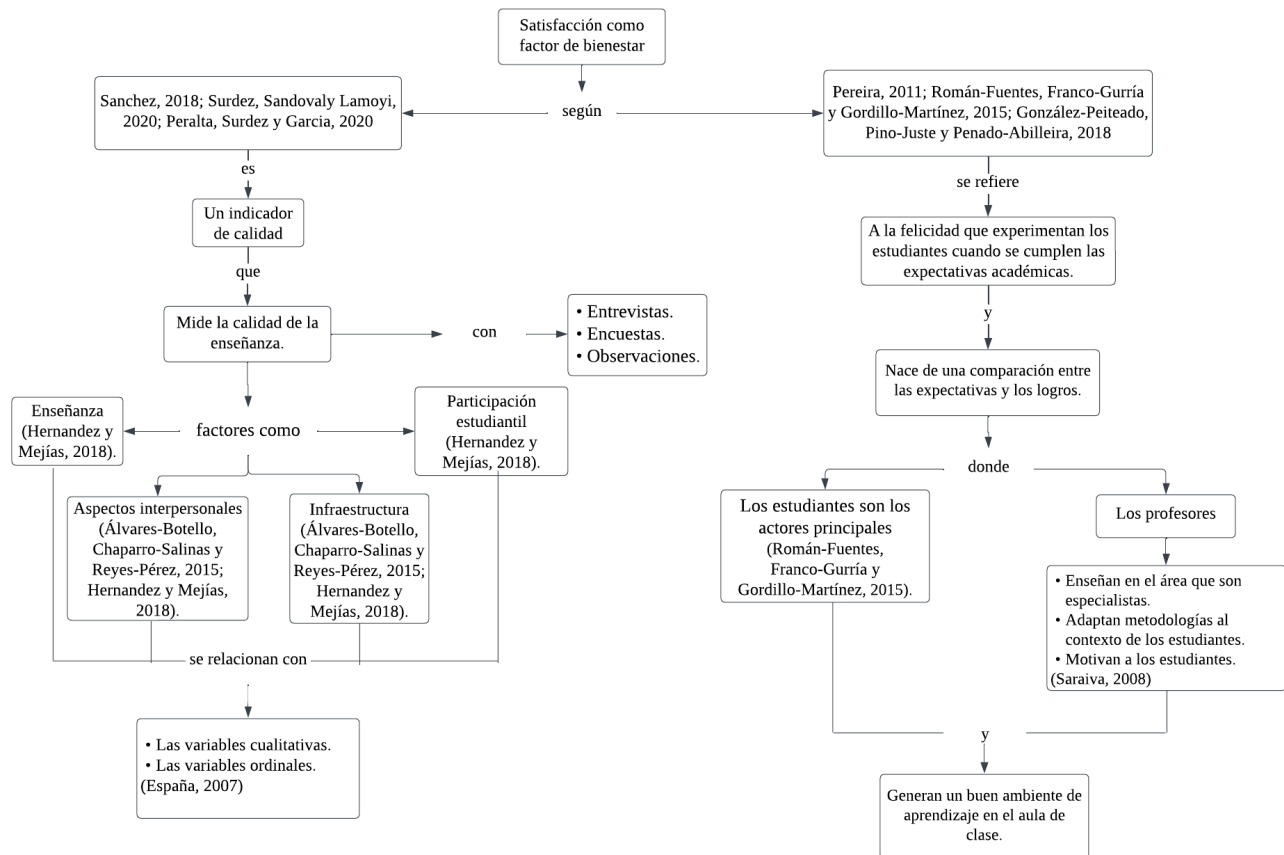 Satisfacción como
factor de bienestar
según
Sanchez, 2018; Surdez, Sandovaly Lamoyi,
2020; Peralta, Surdez y Garcia, 2020
es
Un indicador
de calidad
que
Mide la calidad de la
enseñanza.
con
• Entrevistas.
• Encuestas.
• Observaciones.
factores como
Enseñanza
(Hernandez y
Mejías, 2018).
Participación
estudiantil
(Hernandez y
Mejías, 2018).
Aspectos interpersonales
(Álvares-Botello,
Chaparro-Salinas y
Reyes-Pérez, 2015;
Hernandez y Mejías,
2018).
Infraestructura
(Álvares-Botello,
Chaparro-Salinas y
Reyes-Pérez, 2015;
Hernandez y
Mejías, 2018).
se relacionan con
• Las variables cualitativas.
• Las variables ordinales.
(España, 2007)
Pereira, 2011; Román-Fuentes, Franco-Gurría
y Gordillo-Martínez, 2015; González-Peiteado,
Pino-Juste y Penado-Abilleira, 2018
se refiere
A la felicidad que experimentan los
estudiantes cuando se cumplen las
expectativas académicas.
y
Nace de una comparación entre
las expectativas y los logros.
donde
Los estudiantes son los
actores principales
(Román-Fuentes,
Franco-Gurría y
Gordillo-Martínez, 2015).
Los profesores
• Enseñan en el área que son
especialistas.
• Adaptan metodologías al
contexto de los estudiantes.
• Motivan a los estudiantes.
(Saraiva, 2008)
y
Generan un buen ambiente de
aprendizaje en el aula de
clase.